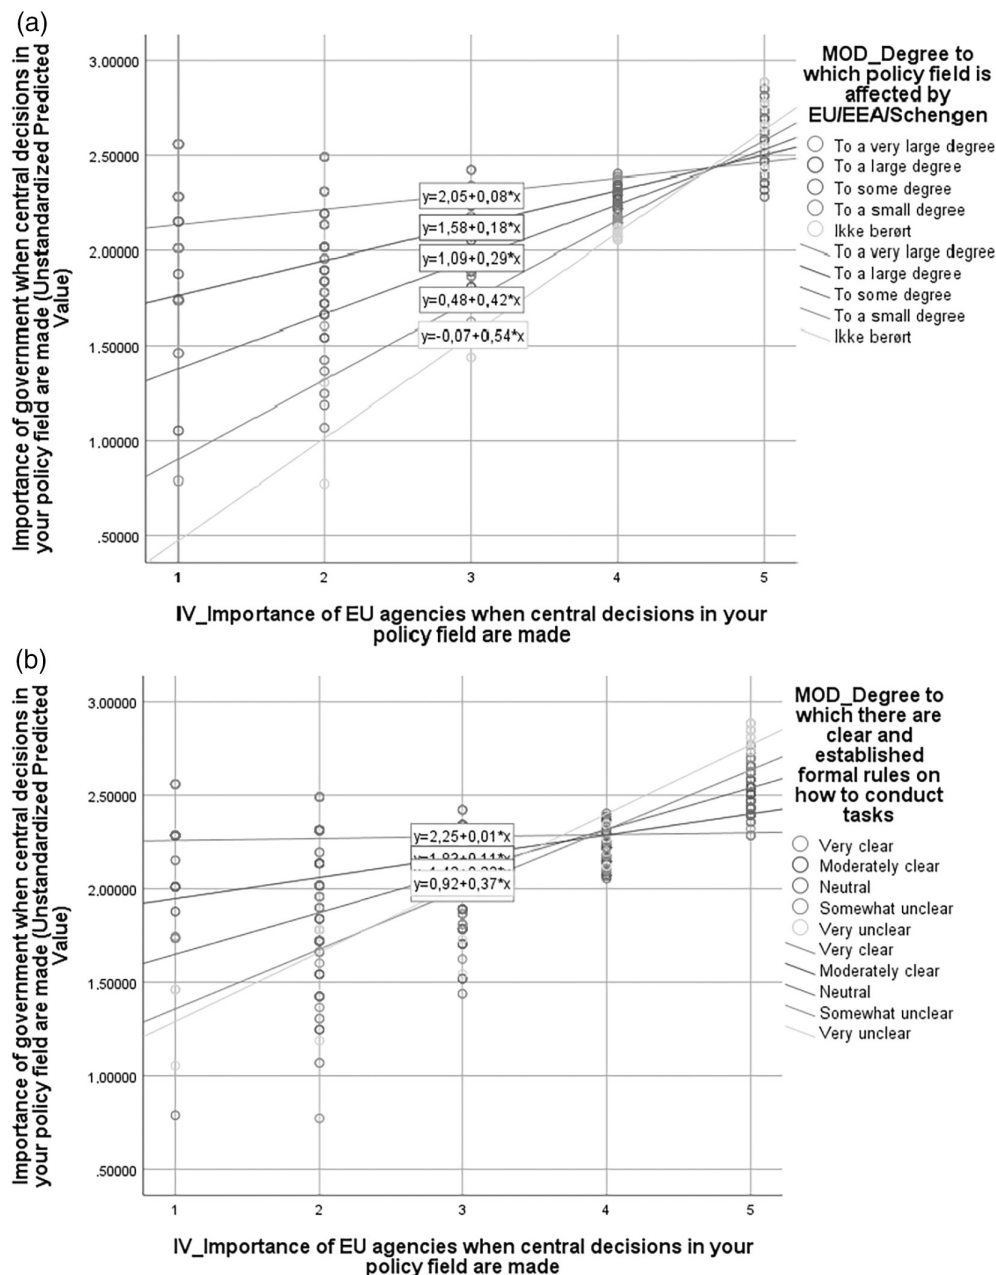 (a)
Importance of government when central decisions in
your policy field are made (Unstandardized Predicted
Value)
3.00000
2.50000
2.00000
1.50000
1.00000
.50000
y=2,05+0,08*x
y=1,58+0,18*x
y=1,09+0,29*x
y=0,48+0,42*x
y=-0,07+0,54*x
1
2
3
4
5
IV_Importance of EU agencies when central decisions in your
policy field are made
MOD_Degree to
which policy field is
affected by
EU/EEA/Schengen
To a very large degree
To a large degree
To some degree
To a small degree
Ikke berørt
To a very large degree
To a large degree
To some degree
To a small degree
Ikke berørt
(b)
Importance of government when central decisions in
your policy field are made (Unstandardized Predicted
Value)
3.00000
2.50000
2.00000
1.50000
1.00000
.50000
y=2,25+0,01*x
y=0,92+0,37*x
1
2
3
4
5
IV_Importance of EU agencies when central decisions in your
policy field are made
MOD_Degree to
which there are
clear and
established
formal rules on
how to conduct
tasks
Very clear
Moderately clear
Neutral
Somewhat unclear
Very unclear
Very clear
Moderately clear
Neutral
Somewhat unclear
Very unclear